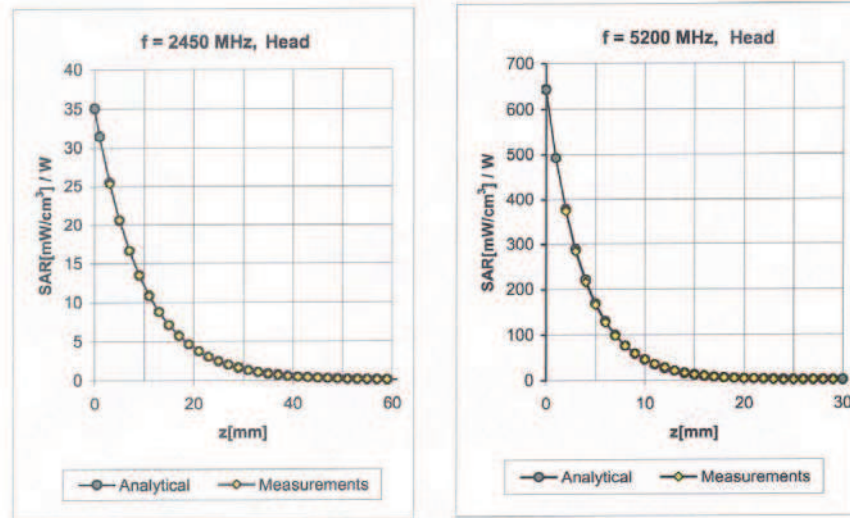 f = 2450 MHz, Head
40
35
30
25
20
15
10
5
0
SAR[mW/cm³] / W
0 20 40 60
z[mm]
Analytical Measurements
f = 5200 MHz, Head
700
600
500
400
300
200
100
0
SAR[mW/cm³] / W
0 10 20 30
z[mm]
Analytical Measurements